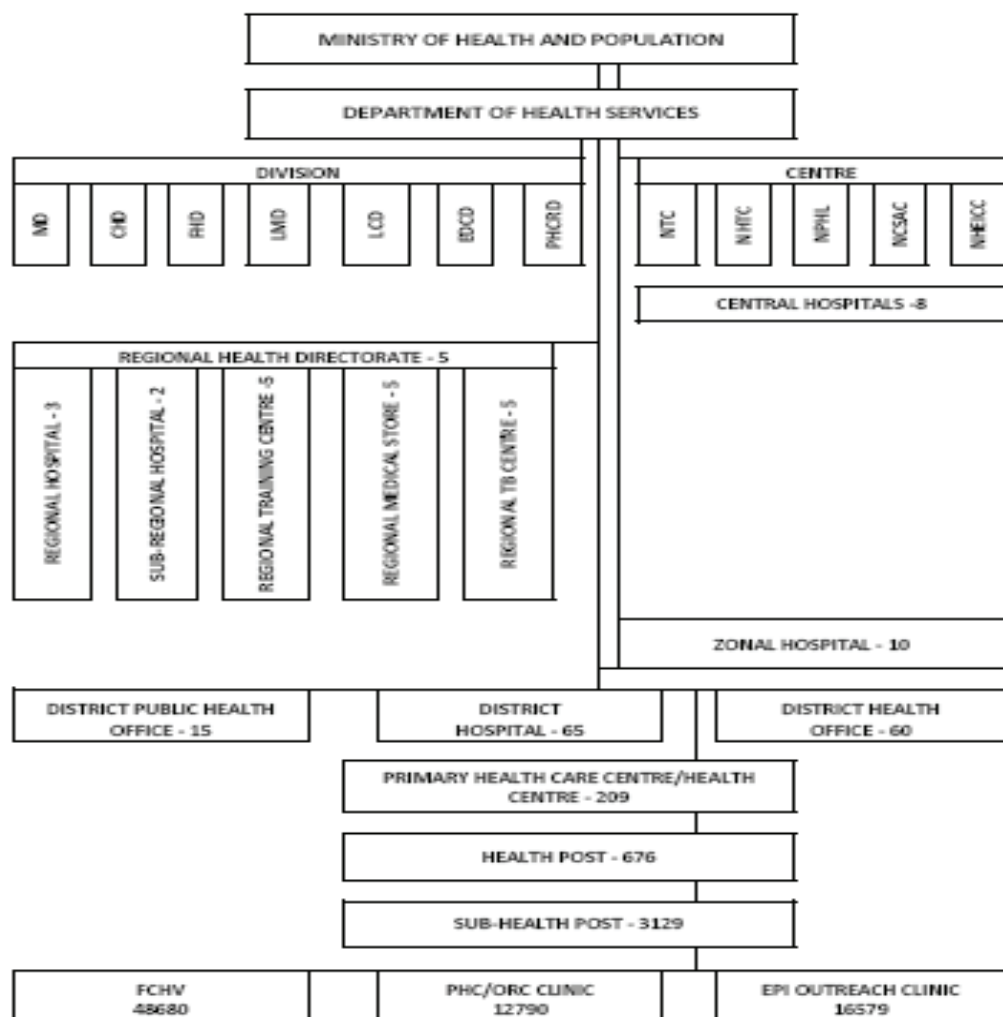 MINISTRY OF HEALTH AND POPULATION
DEPARTMENT OF HEALTH SERVICES
DIVISION
CENTRE
MD
CHD
FHD
LMD
LCD
EDCD
PHCRD
NTC
NHTC
NPHL
NCSAC
NHEICC
CENTRAL HOSPITALS -8
REGIONAL HEALTH DIRECTORATE - 5
REGIONAL HOSPITAL - 3
SUB-REGIONAL HOSPITAL - 2
REGIONAL TRAINING CENTRE -5
REGIONAL MEDICAL STORE - 5
REGIONAL TB CENTRE - 5
ZONAL HOSPITAL - 10
DISTRICT PUBLIC HEALTH
OFFICE - 15
DISTRICT
HOSPITAL - 65
DISTRICT HEALTH
OFFICE - 60
PRIMARY HEALTH CARE CENTRE/HEALTH
CENTRE - 209
HEALTH POST - 676
SUB-HEALTH POST - 3129
FCHV
48680
PHC/ORC CLINIC
12790
EPI OUTREACH CLINIC
16579